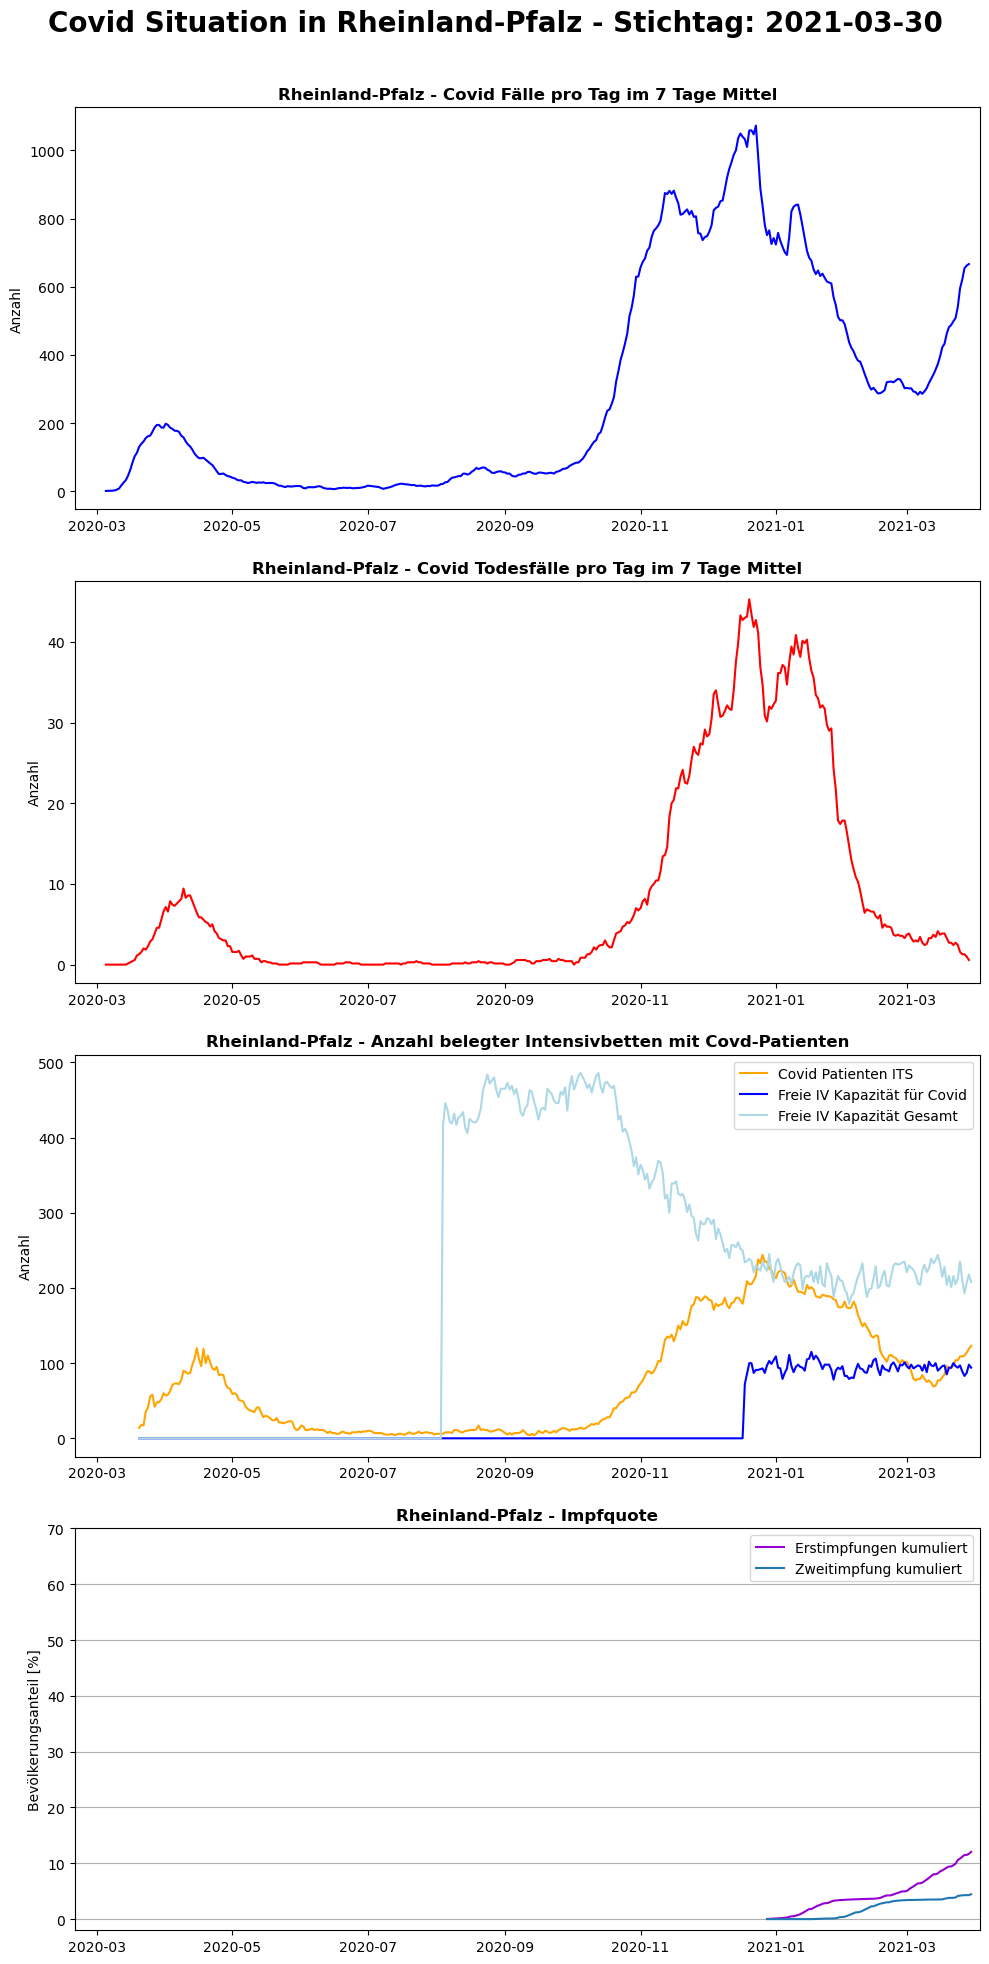 Covid Situation in Rheinland-Pfalz - Stichtag: 2021-03-30
Rheinland-Pfalz - Covid Fälle pro Tag im 7 Tage Mittel
Anzahl
1000
800
600
400
200
0
2020-03 2020-05 2020-07 2020-09 2020-11 2021-01 2021-03
Rheinland-Pfalz - Covid Todesfälle pro Tag im 7 Tage Mittel
Anzahl
40
30
20
10
0
2020-03 2020-05 2020-07 2020-09 2020-11 2021-01 2021-03
Rheinland-Pfalz - Anzahl belegter Intensivbetten mit Covd-Patienten
Anzahl
500
400
300
200
100
0
Covid Patienten ITS
Freie IV Kapazität für Covid
Freie IV Kapazität Gesamt
2020-03 2020-05 2020-07 2020-09 2020-11 2021-01 2021-03
Rheinland-Pfalz - Impfquote
Bevölkerungsanteil [%]
70
60
50
40
30
20
10
0
Erstimpfungen kumuliert
Zweitimpfung kumuliert
2020-03 2020-05 2020-07 2020-09 2020-11 2021-01 2021-03